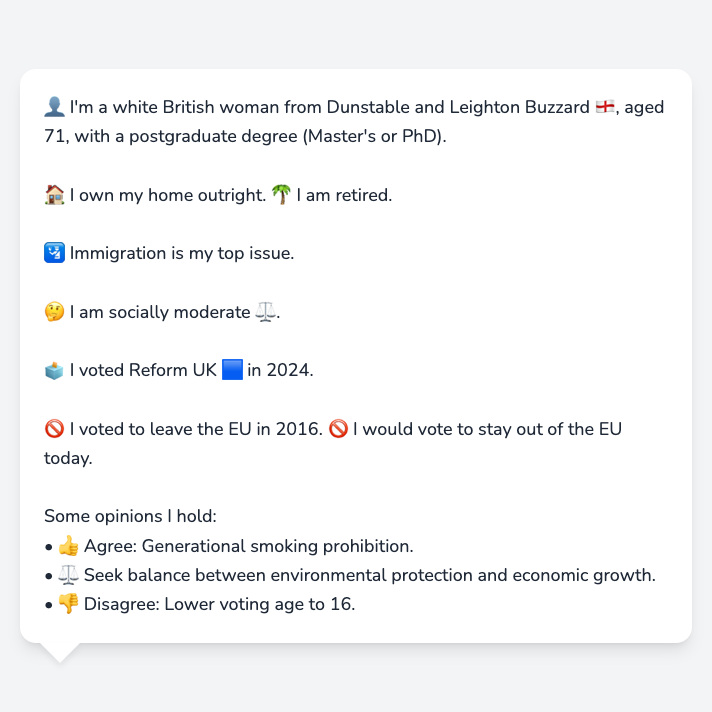 👤 I'm a white British woman from Dunstable and Leighton Buzzard 🏴󠁧󠁢󠁥󠁮󠁧󠁿, aged
71, with a postgraduate degree (Master's or PhD).
🏠 I own my home outright. 🌴 I am retired.
🛂 Immigration is my top issue.
🤔 I am socially moderate ⚖️.
🗳️ I voted Reform UK 🟦 in 2024.
🚫 I voted to leave the EU in 2016. 🚫 I would vote to stay out of the EU
today.
Some opinions I hold:
• 👍 Agree: Generational smoking prohibition.
• ⚖️ Seek balance between environmental protection and economic growth.
• 👎 Disagree: Lower voting age to 16.